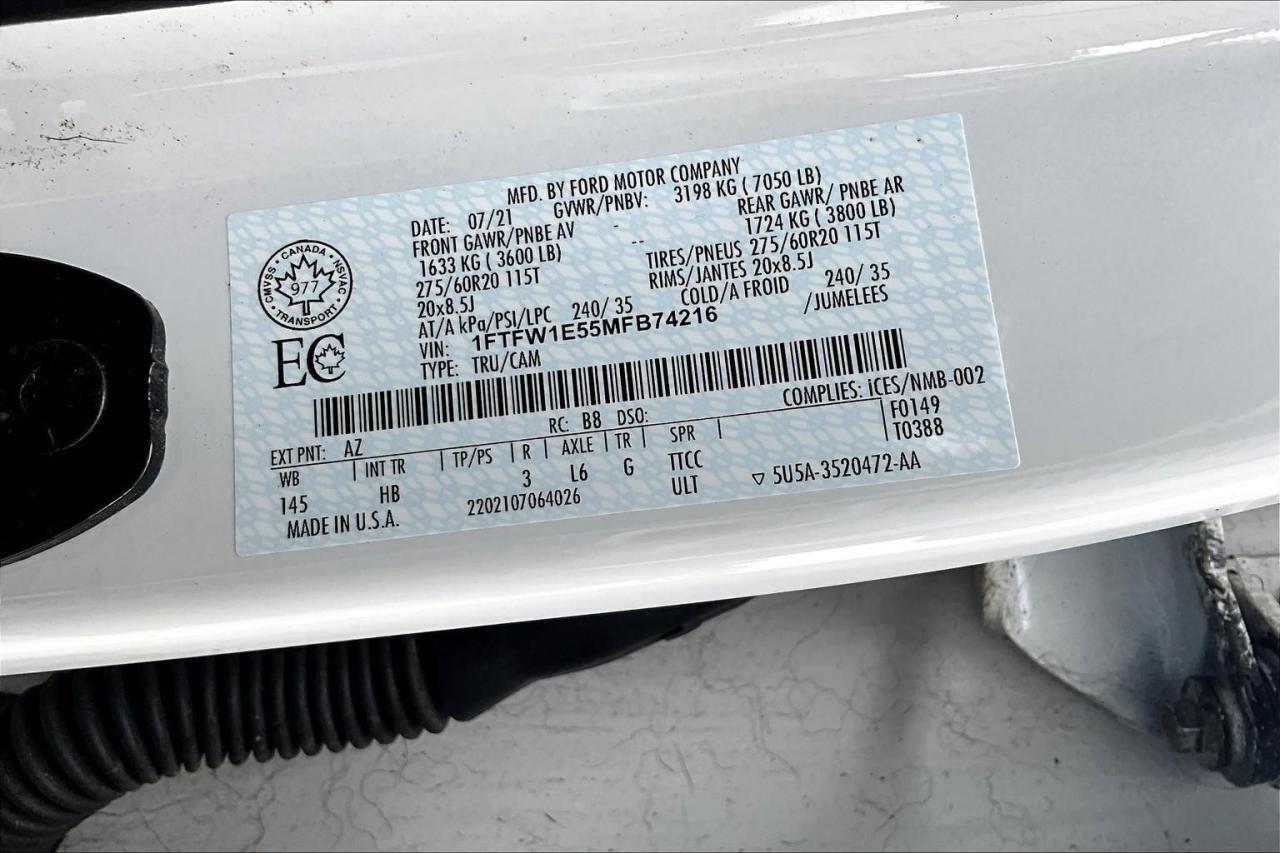 MFD. BY FORD MOTOR COMPANY
DATE: 07/21 GVWR/PNBV: 3198 KG ( 7050 LB)
FRONT GAWR/PNBE AV - REAR GAWR/ PNBE AR
1633 KG ( 3600 LB) -- 1724 KG ( 3800 LB)
275/60R20 115T TIRES/PNEUS 275/60R20 115T
20x8.5J RIMS/JANTES 20x8.5J
AT/A kPa/PSI/LPC 240/ 35 COLD/A FROID 240/ 35
VIN: 1FTFW1E55MFB74216 /JUMELEES
TYPE: TRU/CAM
CANADA
CMVSS NSVAC
977
TRANSPORT
EC
COMPLIES: iCES/NMB-002
EXT PNT: AZ RC: B8 DSO: F0149
WB INT TR TP/PS R AXLE TR SPR T0388
145 HB 3 L6 G TTCC
MADE IN U.S.A. 2202107064026 ULT ▽ 5U5A-3520472-AA